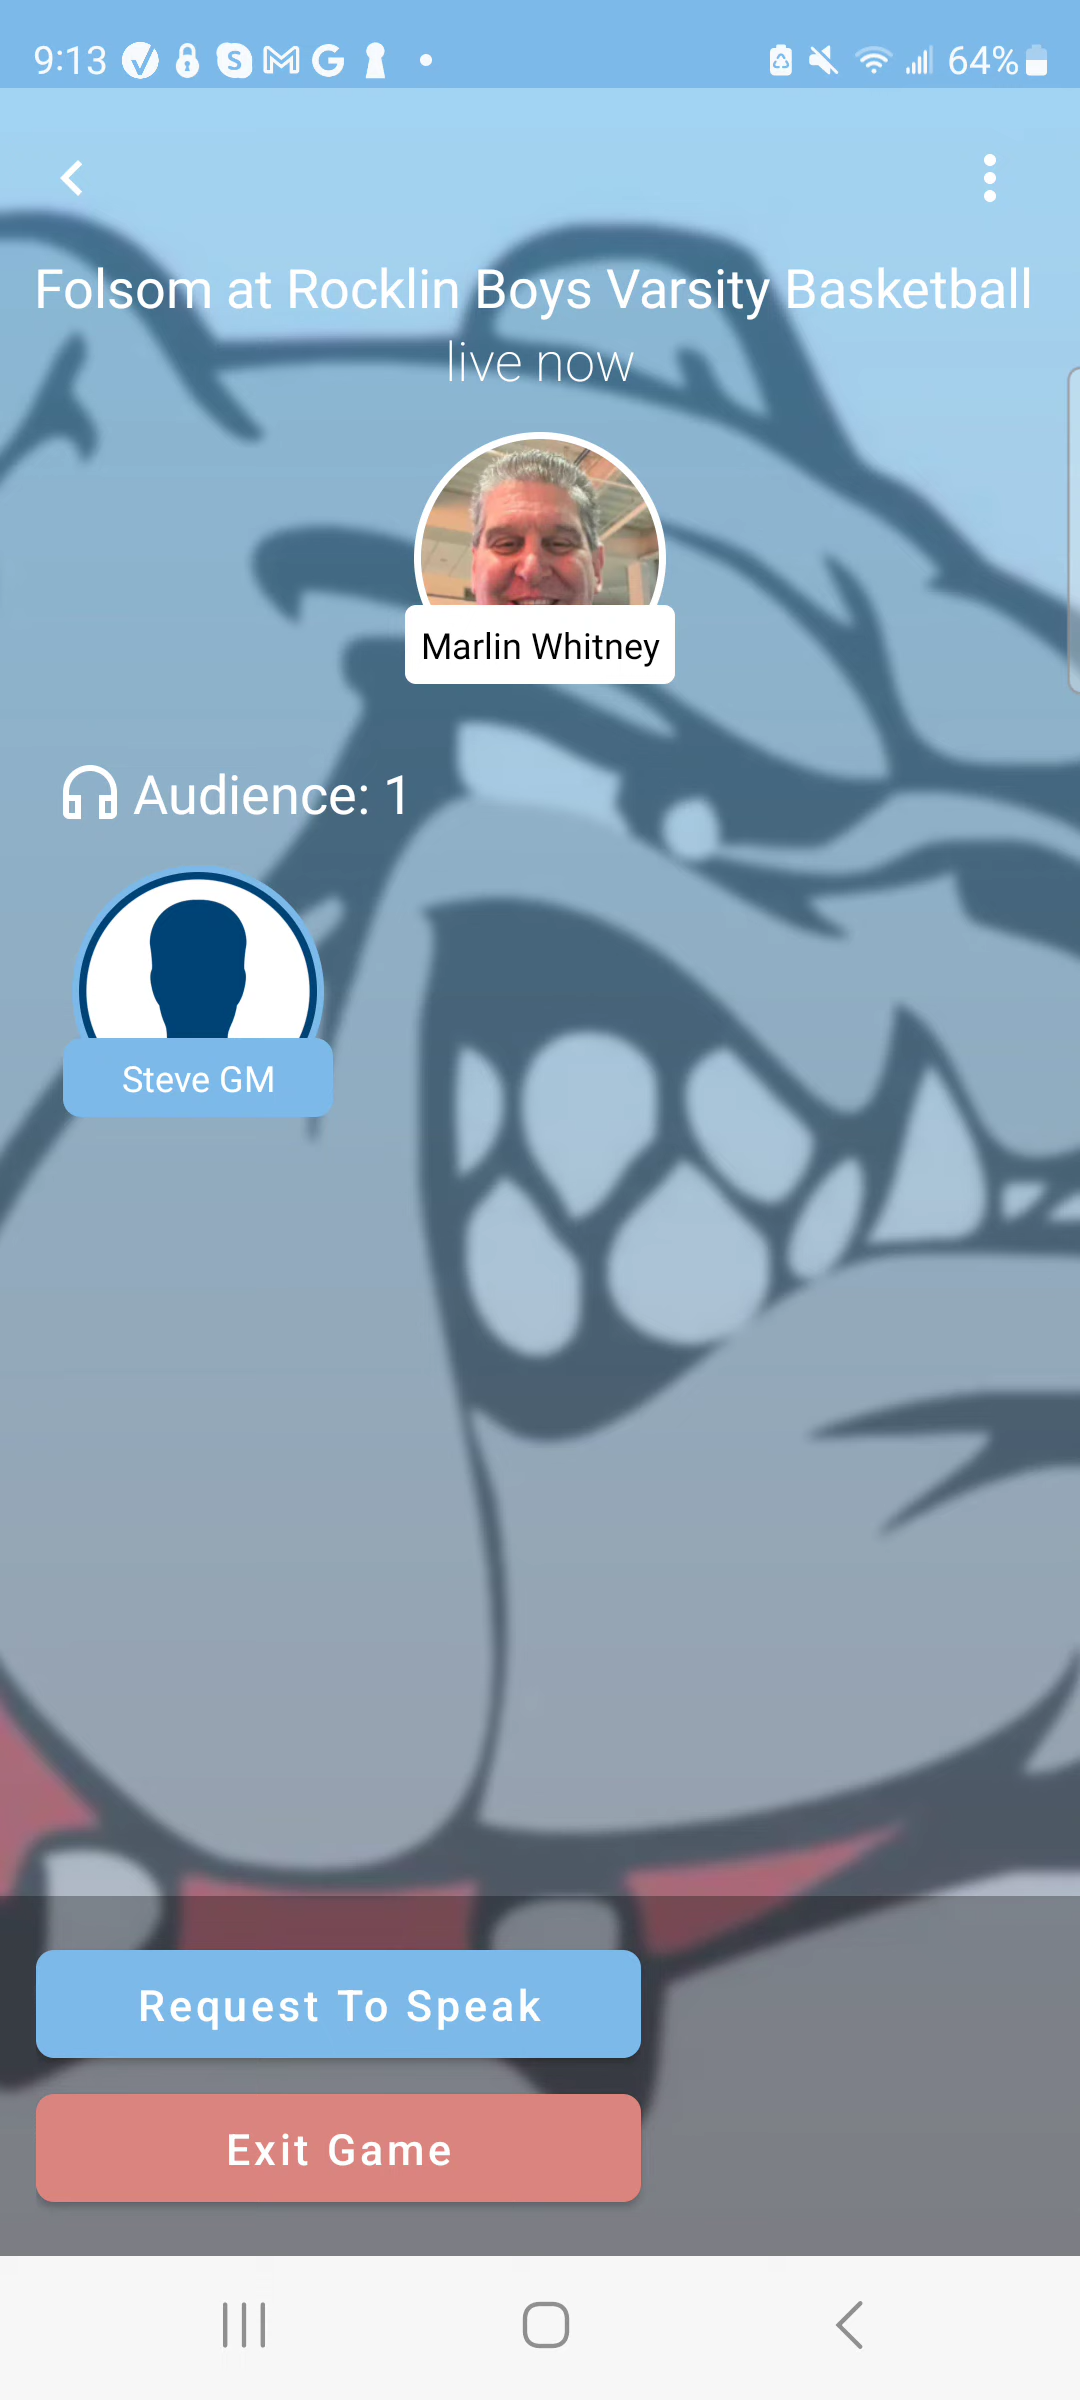 9:13
64%
Folsom at Rocklin Boys Varsity Basketball
live now
Marlin Whitney
Audience: 1
Steve GM
Request To Speak
Exit Game